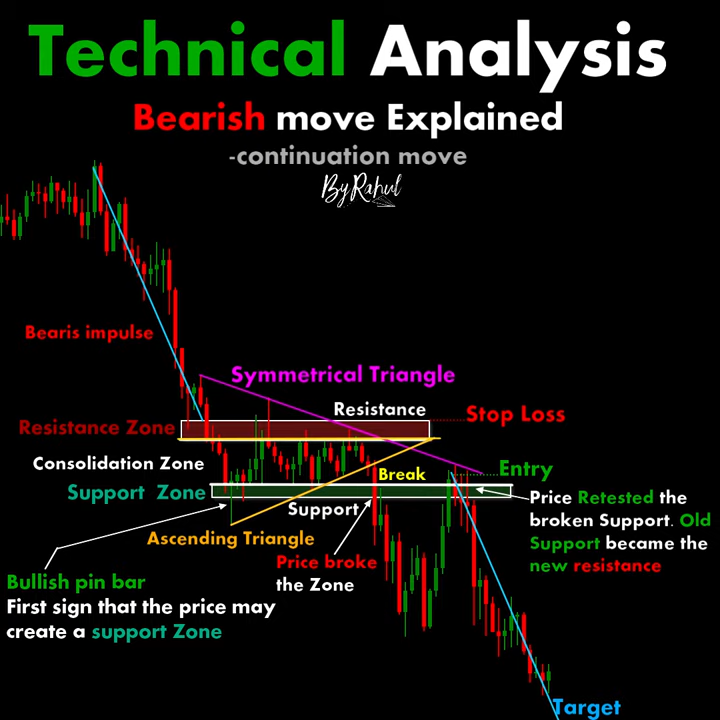 Technical Analysis
Bearish move Explained
-continuation move
By Rahul
Bearis impulse
Symmetrical Triangle
Resistance
Stop Loss
Resistance Zone
Consolidation Zone
Break
Entry
Support Zone
Support
Price Retested the
broken Support. Old
Support became the
new resistance
Ascending Triangle
Price broke
the Zone
Bullish pin bar
First sign that the price may
create a support Zone
Target